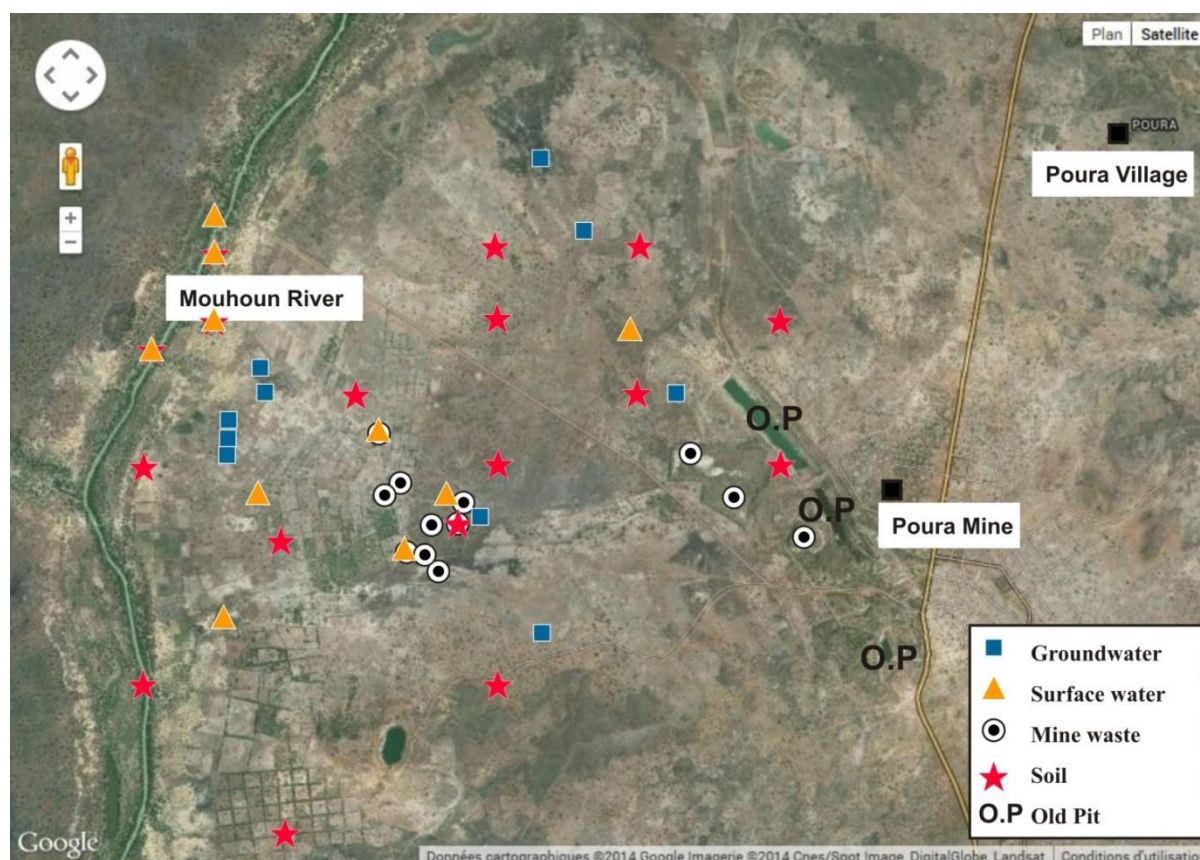 Plan Satellite
POURA
Poura Village
Mouhoun River
O.P
O.P
Poura Mine
O.P
Groundwater
Surface water
Mine waste
Soil
O.P Old Pit
Google
Données cartographiques ©2014 Google Imagerie ©2014 Cnes/Spot Image, DigitalGlobe, Landsat Conditions d'utilisation